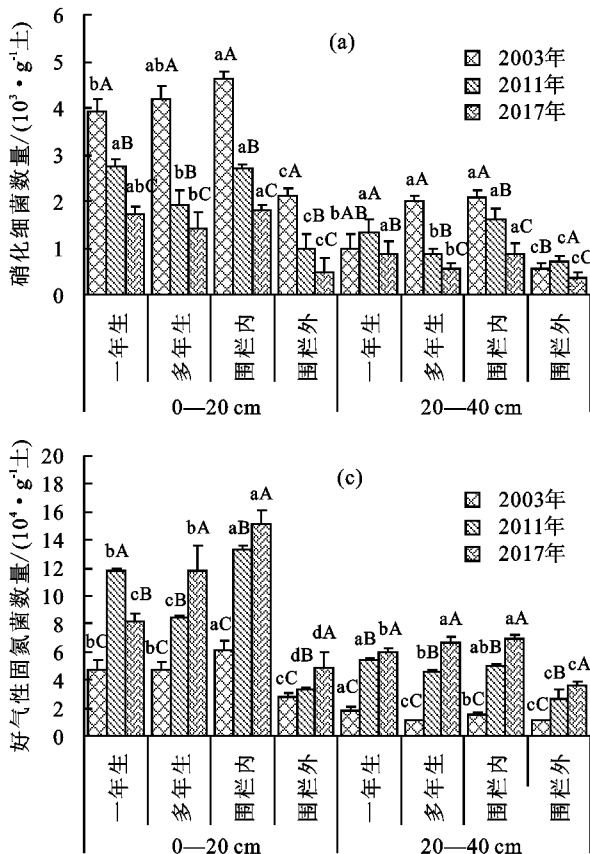 (a)
2003年
2011年
2017年
硝化细菌数量/(10³·g⁻¹土)
6
5
4
3
2
1
0
bA aB abC
abA bB bC
aA aB aC
cA cB cC
bAB aA aB
aA bB bC
aA aB aC
cB cA cC
一年生 多年生 围栏内 围栏外 一年生 多年生 围栏内 围栏外
0—20 cm 20—40 cm
(c)
2003年
2011年
2017年
好气性固氮菌数量/(10⁴·g⁻¹土)
20
18
16
14
12
10
8
6
4
2
0
bC bA cB
bC cB bA
aC aB aA
cC dB dA
aC aB bA
cC bB aA
bC abB aA
cC cB cA
一年生 多年生 围栏内 围栏外 一年生 多年生 围栏内 围栏外
0—20 cm 20—40 cm